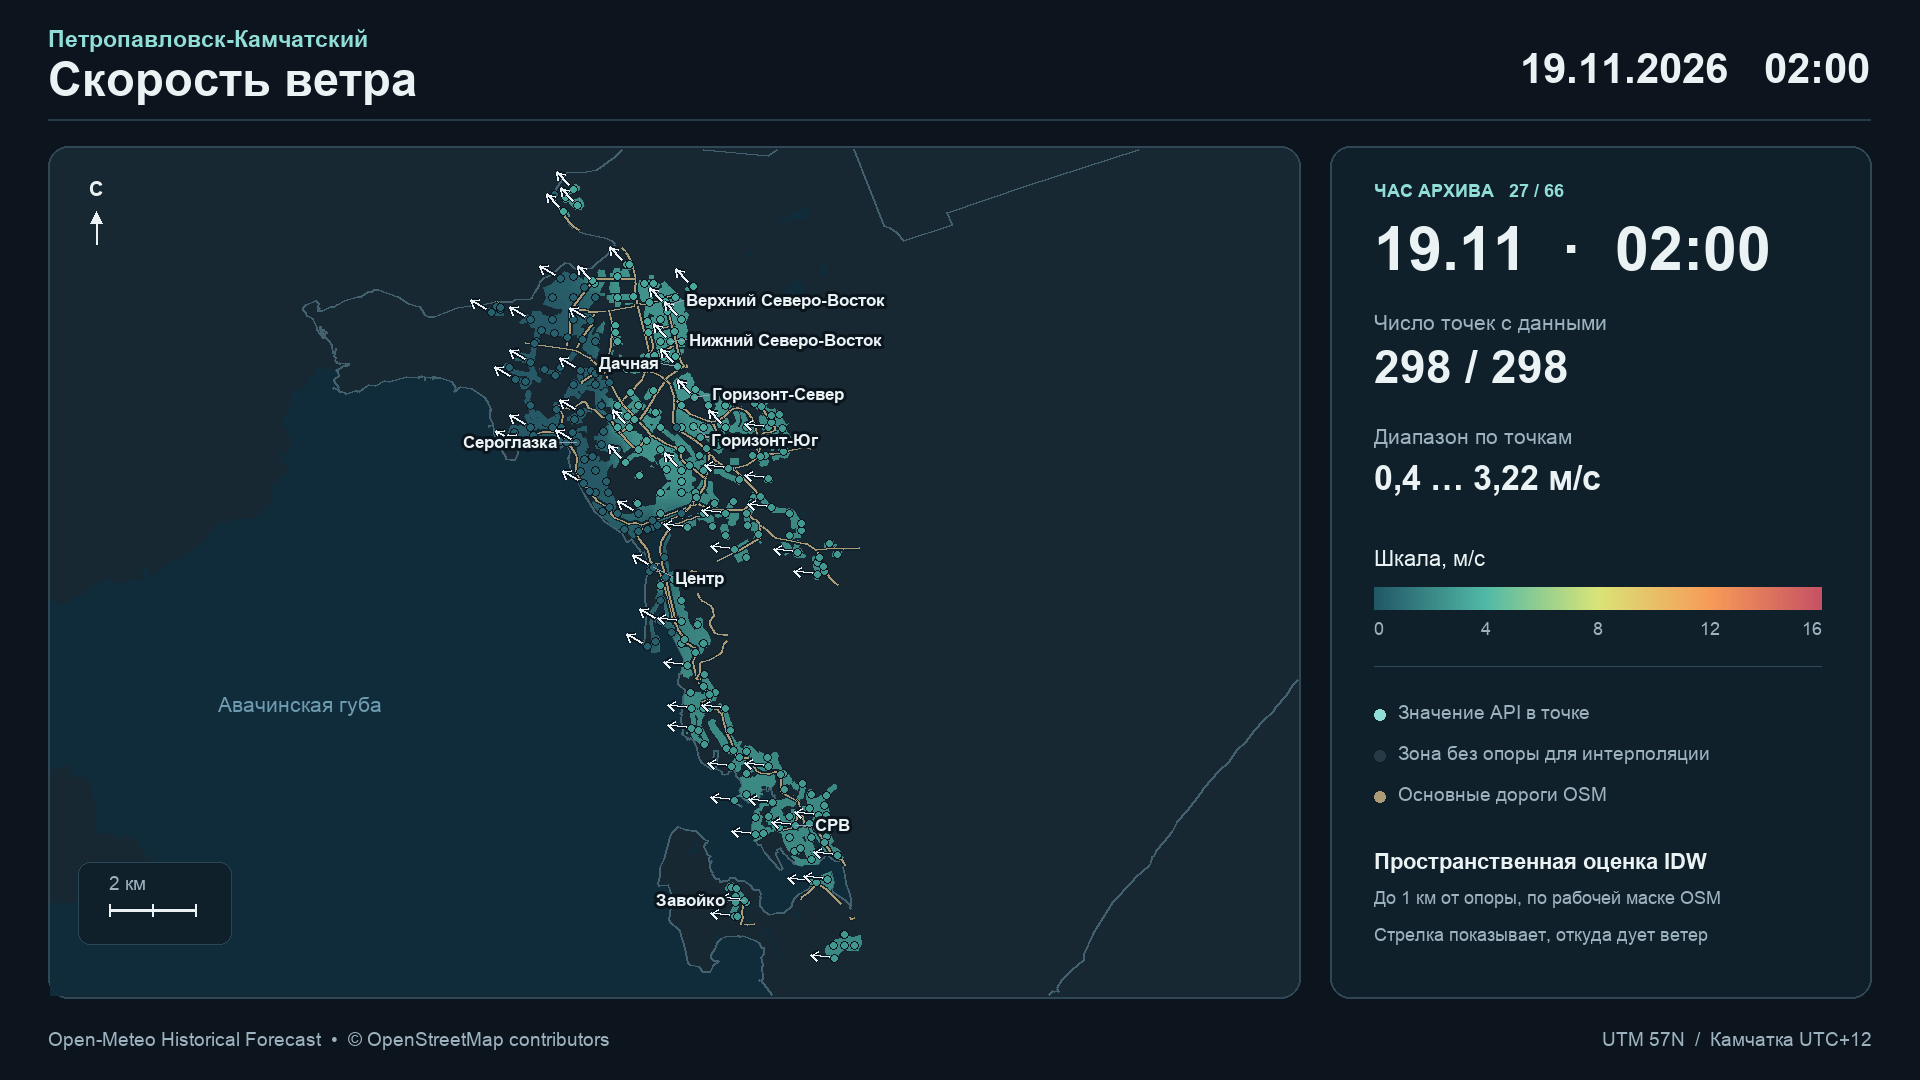 Петропавловск-Камчатский
Скорость ветра
19.11.2026 02:00
С
Верхний Северо-Восток
Нижний Северо-Восток
Дачная
Горизонт-Север
Горизонт-Юг
Сероглазка
Центр
Авачинская губа
СРВ
Завойко
2 км
ЧАС АРХИВА 27 / 66
19.11 · 02:00
Число точек с данными
298 / 298
Диапазон по точкам
0,4 … 3,22 м/с
Шкала, м/с
0 4 8 12 16
Значение API в точке
Зона без опоры для интерполяции
Основные дороги OSM
Пространственная оценка IDW
До 1 км от опоры, по рабочей маске OSM
Стрелка показывает, откуда дует ветер
Open-Meteo Historical Forecast • © OpenStreetMap contributors
UTM 57N / Камчатка UTC+12